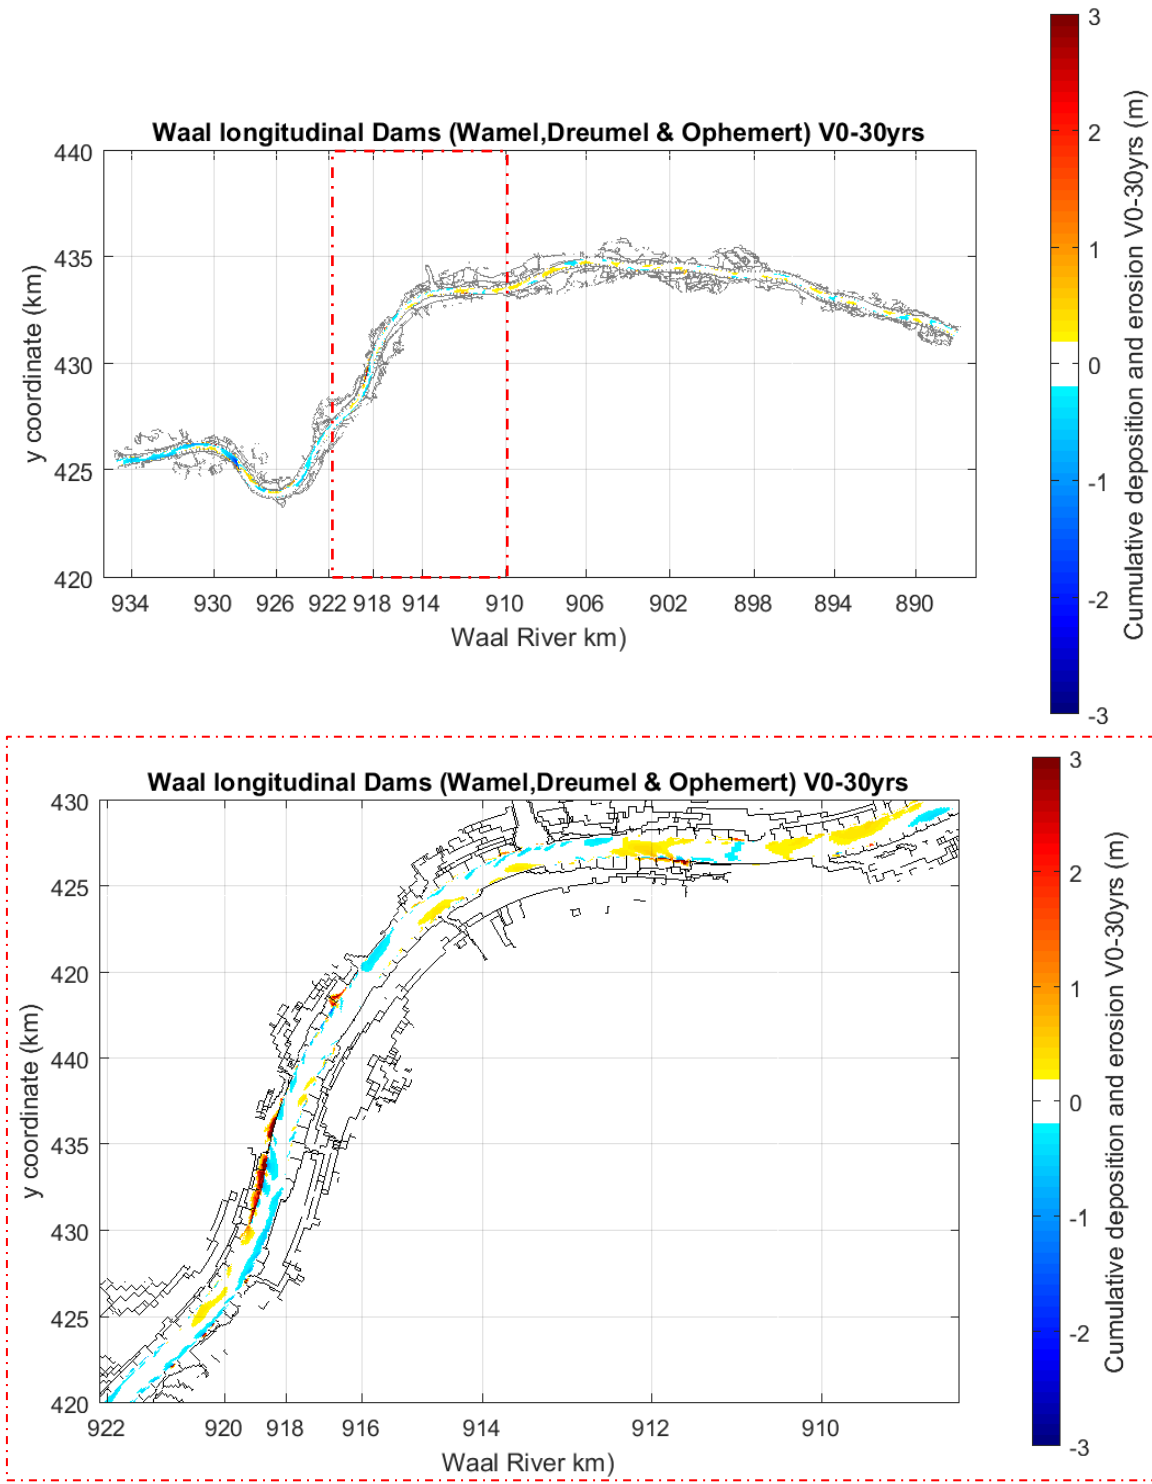 Waal longitudinal Dams (Wamel,Dreumel & Ophemert) V0-30yrs
440
435
430
425
420
y coordinate (km)
934 930 926 922 918 914 910 906 902 898 894 890
Waal River km)
3
2
1
0
-1
-2
-3
Cumulative deposition and erosion V0-30yrs (m)
Waal longitudinal Dams (Wamel,Dreumel & Ophemert) V0-30yrs
430
425
420
440
435
430
425
420
y coordinate (km)
922 920 918 916 914 912 910
Waal River km)
3
2
1
0
-1
-2
-3
Cumulative deposition and erosion V0-30yrs (m)